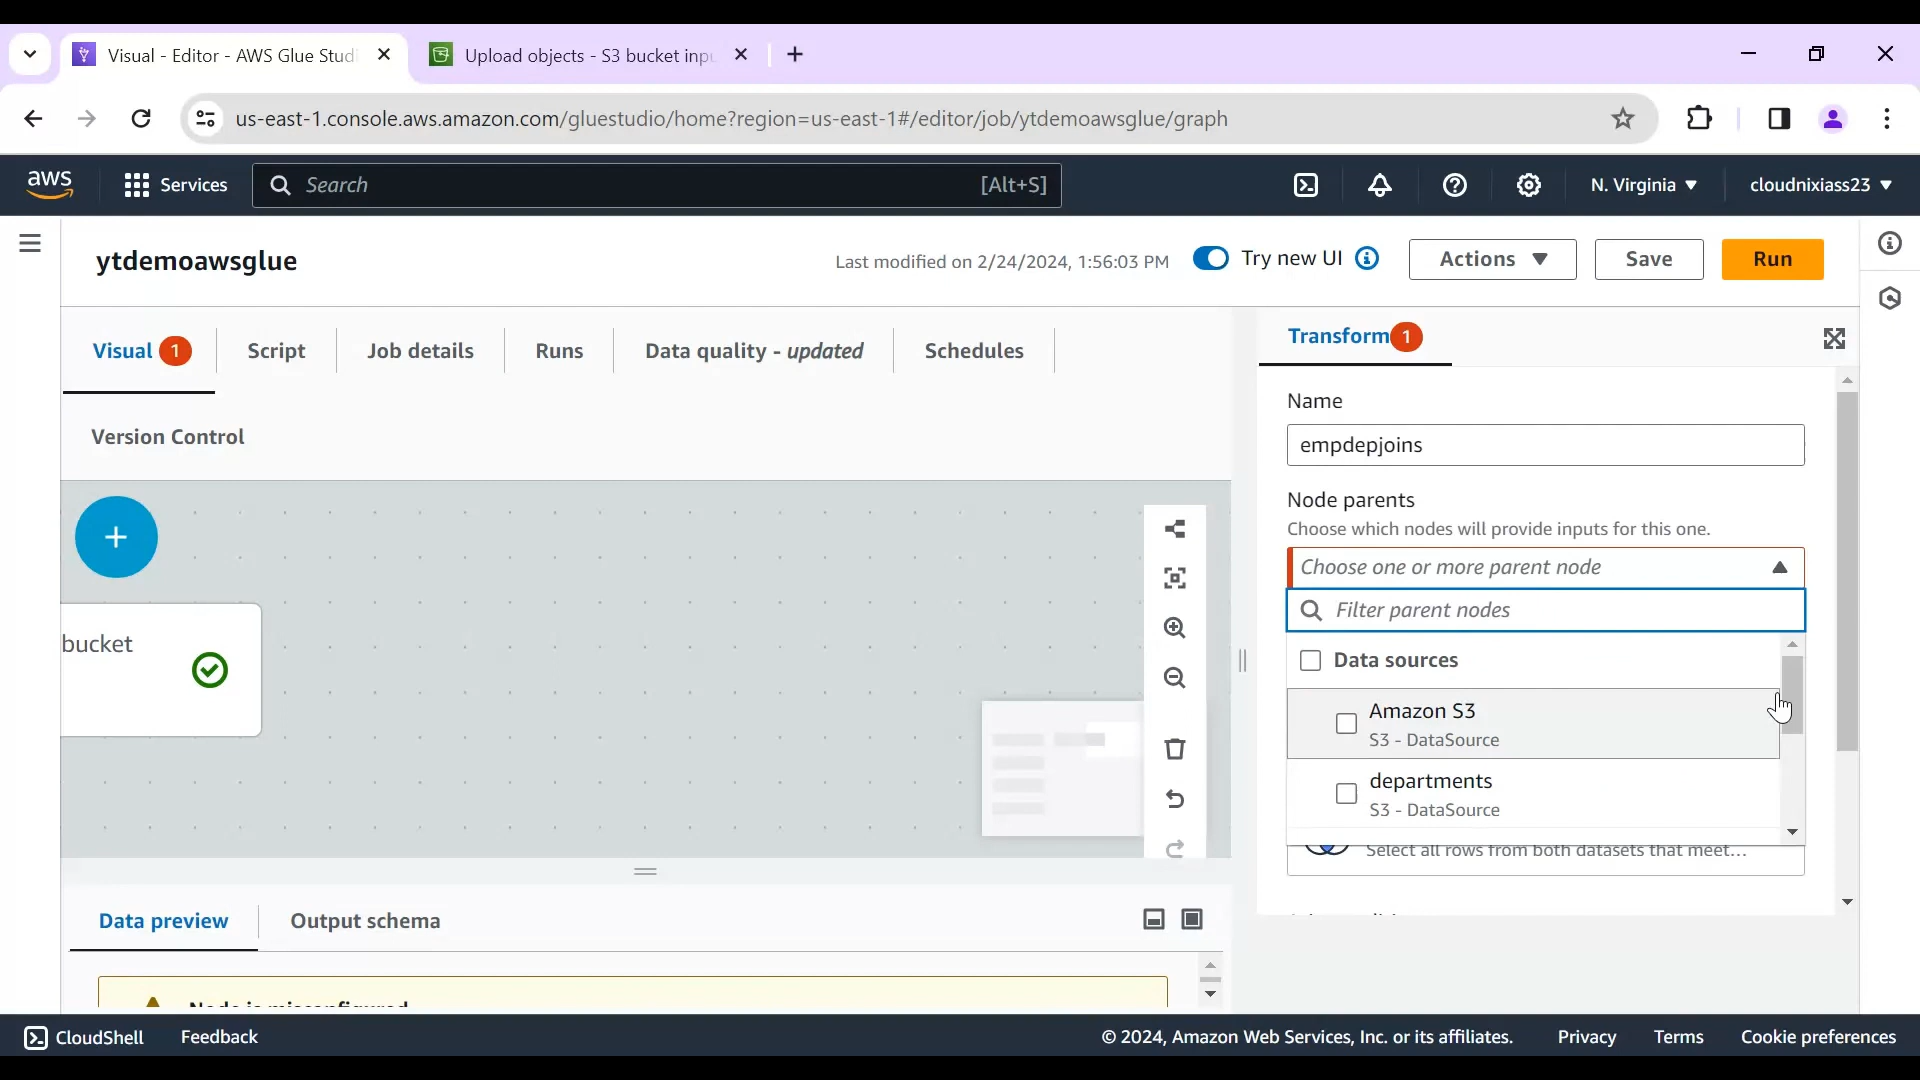 Visual - Editor - AWS Glue Stud
Upload objects - S3 bucket inpu
us-east-1.console.aws.amazon.com/gluestudio/home?region=us-east-1#/editor/job/ytdemoawsglue/graph
aws
Services
Search
[Alt+S]
N. Virginia
cloudnixiass23
ytdemoawsglue
Last modified on 2/24/2024, 1:56:03 PM
Try new UI
Actions
Save
Run
Visual 1
Script
Job details
Runs
Data quality - updated
Schedules
Version Control
Transform 1
Name
empdepjoins
Node parents
Choose which nodes will provide inputs for this one.
Choose one or more parent node
Filter parent nodes
Data sources
Amazon S3
S3 - DataSource
departments
S3 - DataSource
Select all rows from both datasets that meet...
bucket
Data preview
Output schema
Node is misconfigured
CloudShell
Feedback
© 2024, Amazon Web Services, Inc. or its affiliates.
Privacy
Terms
Cookie preferences